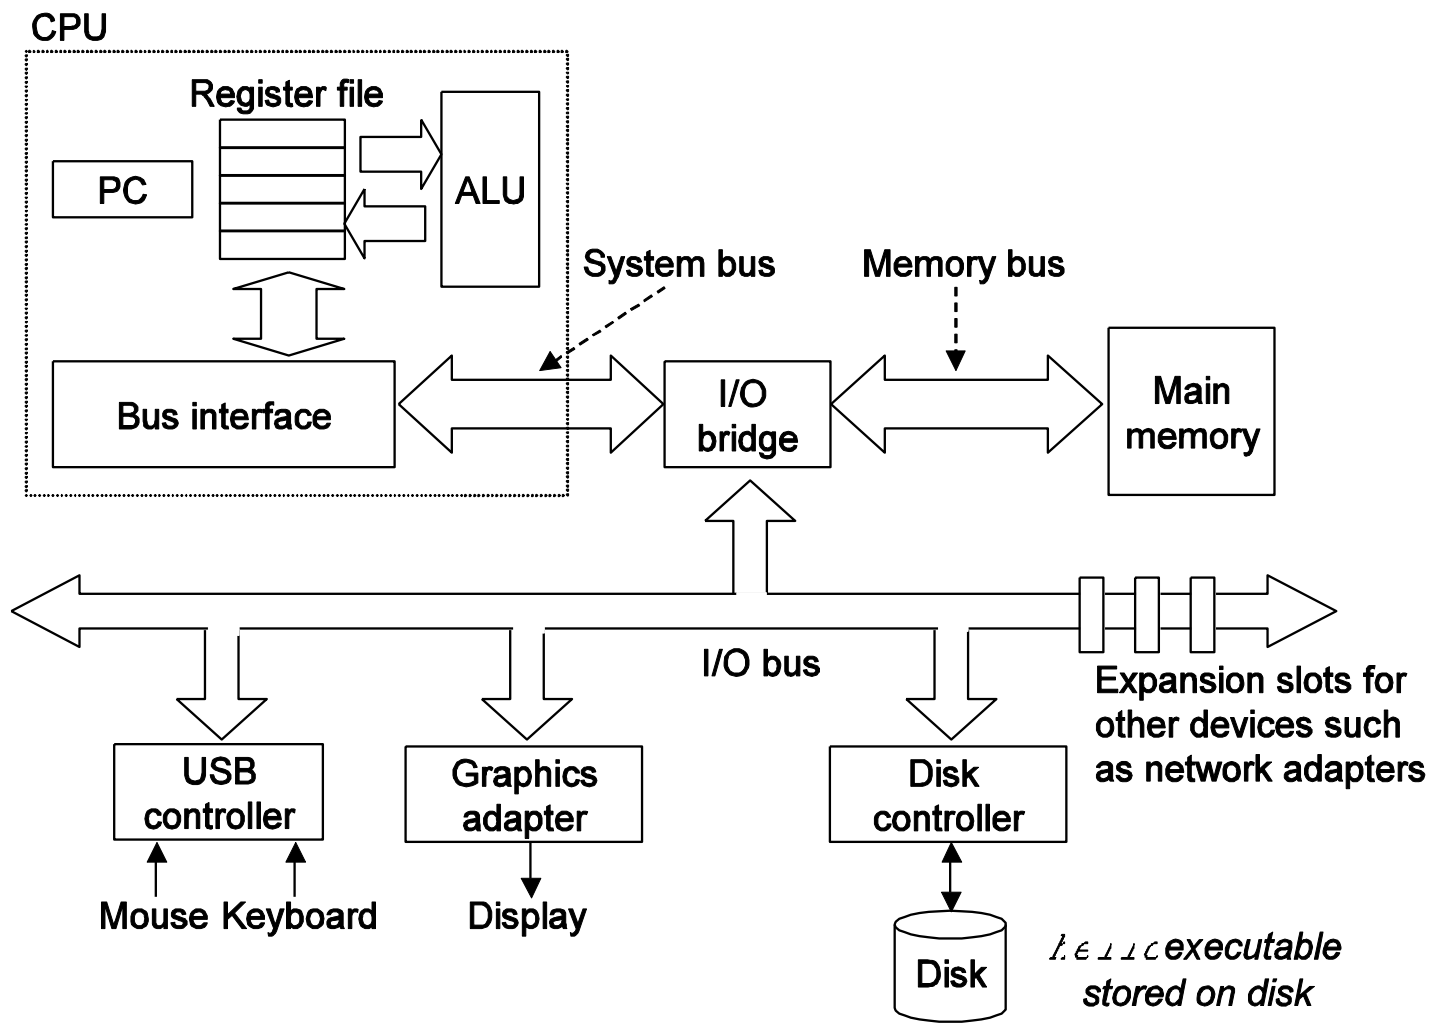 CPU
Register file
PC
ALU
System bus
Memory bus
Bus interface
I/O
bridge
Main
memory
I/O bus
Expansion slots for
other devices such
as network adapters
USB
controller
Graphics
adapter
Disk
controller
Mouse
Keyboard
Display
Disk
executable
stored on disk